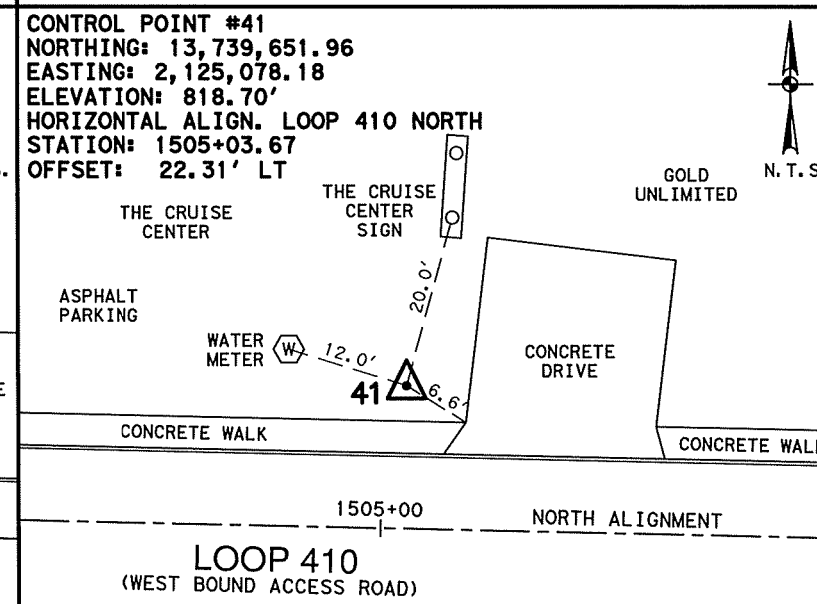 CONTROL POINT #41
NORTHING: 13,739,651.96
EASTING: 2,125,078.18
ELEVATION: 818.70'
HORIZONTAL ALIGN. LOOP 410 NORTH
STATION: 1505+03.67
OFFSET: 22.31' LT
N.T.S
THE CRUISE
CENTER
THE CRUISE
CENTER
SIGN
GOLD
UNLIMITED
ASPHALT
PARKING
20.0'
WATER
METER
W
12.0'
CONCRETE
DRIVE
41
6.6'
CONCRETE WALK
CONCRETE WALK
1505+00
NORTH ALIGNMENT
LOOP 410
(WEST BOUND ACCESS ROAD)